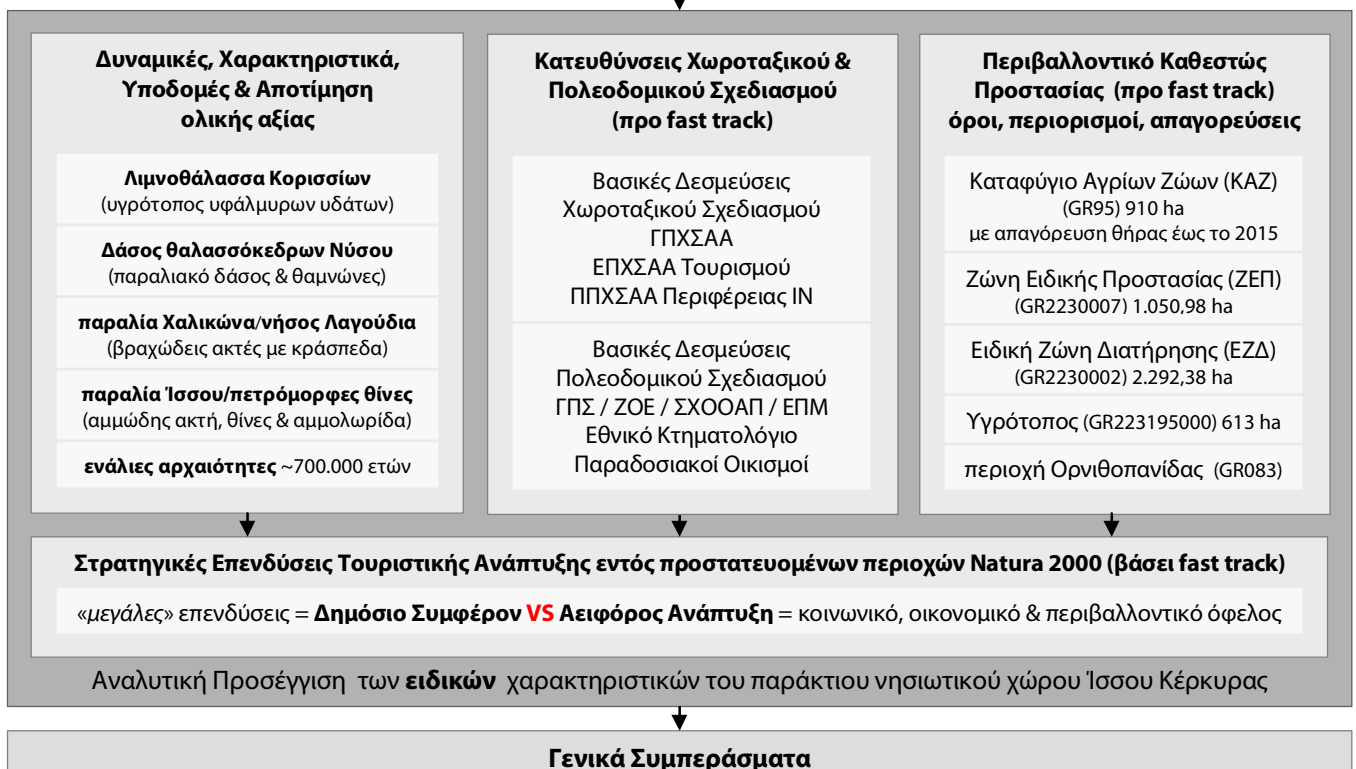 Δυναμικές, Χαρακτηριστικά,
Υποδομές & Αποτίμηση
ολικής αξίας
Λιμνοθάλασσα Κορισσίων
(υγρότοπος υφάλμυρων υδάτων)
Δάσος θαλασσόκεδρων Νύσου
(παραλιακό δάσος & θαμνώνες)
παραλία Χαλικώνα/νήσος Λαγούδια
(βραχώδεις ακτές με κράσπεδα)
παραλία Ίσσου/πετρόμορφες θίνες
(αμμώδης ακτή, θίνες & αμμολωρίδα)
ενάλιες αρχαιότητες ~700.000 ετών
Κατευθύνσεις Χωροταξικού &
Πολεοδομικού Σχεδιασμού
(προ fast track)
Βασικές Δεσμεύσεις
Χωροταξικού Σχεδιασμού
ΓΠΧΣΑΑ
ΕΠΧΣΑΑ Τουρισμού
ΠΠΧΣΑΑ Περιφέρειας ΙΝ
Βασικές Δεσμεύσεις
Πολεοδομικού Σχεδιασμού
ΓΠΣ / ΖΟΕ / ΣΧΟΟΑΠ / ΕΠΜ
Εθνικό Κτηματολόγιο
Παραδοσιακοί Οικισμοί
Περιβαλλοντικό Καθεστώς
Προστασίας (προ fast track)
όροι, περιορισμοί, απαγορεύσεις
Καταφύγιο Αγρίων Ζώων (ΚΑΖ)
(GR95) 910 ha
με απαγόρευση θήρας έως το 2015
Ζώνη Ειδικής Προστασίας (ΖΕΠ)
(GR2230007) 1.050,98 ha
Ειδική Ζώνη Διατήρησης (ΕΖΔ)
(GR2230002) 2.292,38 ha
Υγρότοπος (GR223195000) 613 ha
περιοχή Ορνιθοπανίδας (GR083)
Στρατηγικές Επενδύσεις Τουριστικής Ανάπτυξης εντός προστατευομένων περιοχών Natura 2000 (βάσει fast track)
«μεγάλες» επενδύσεις = Δημόσιο Συμφέρον VS Αειφόρος Ανάπτυξη = κοινωνικό, οικονομικό & περιβαλλοντικό όφελος
Αναλυτική Προσέγγιση των ειδικών χαρακτηριστικών του παράκτιου νησιωτικού χώρου Ίσσου Κέρκυρας
Γενικά Συμπεράσματα